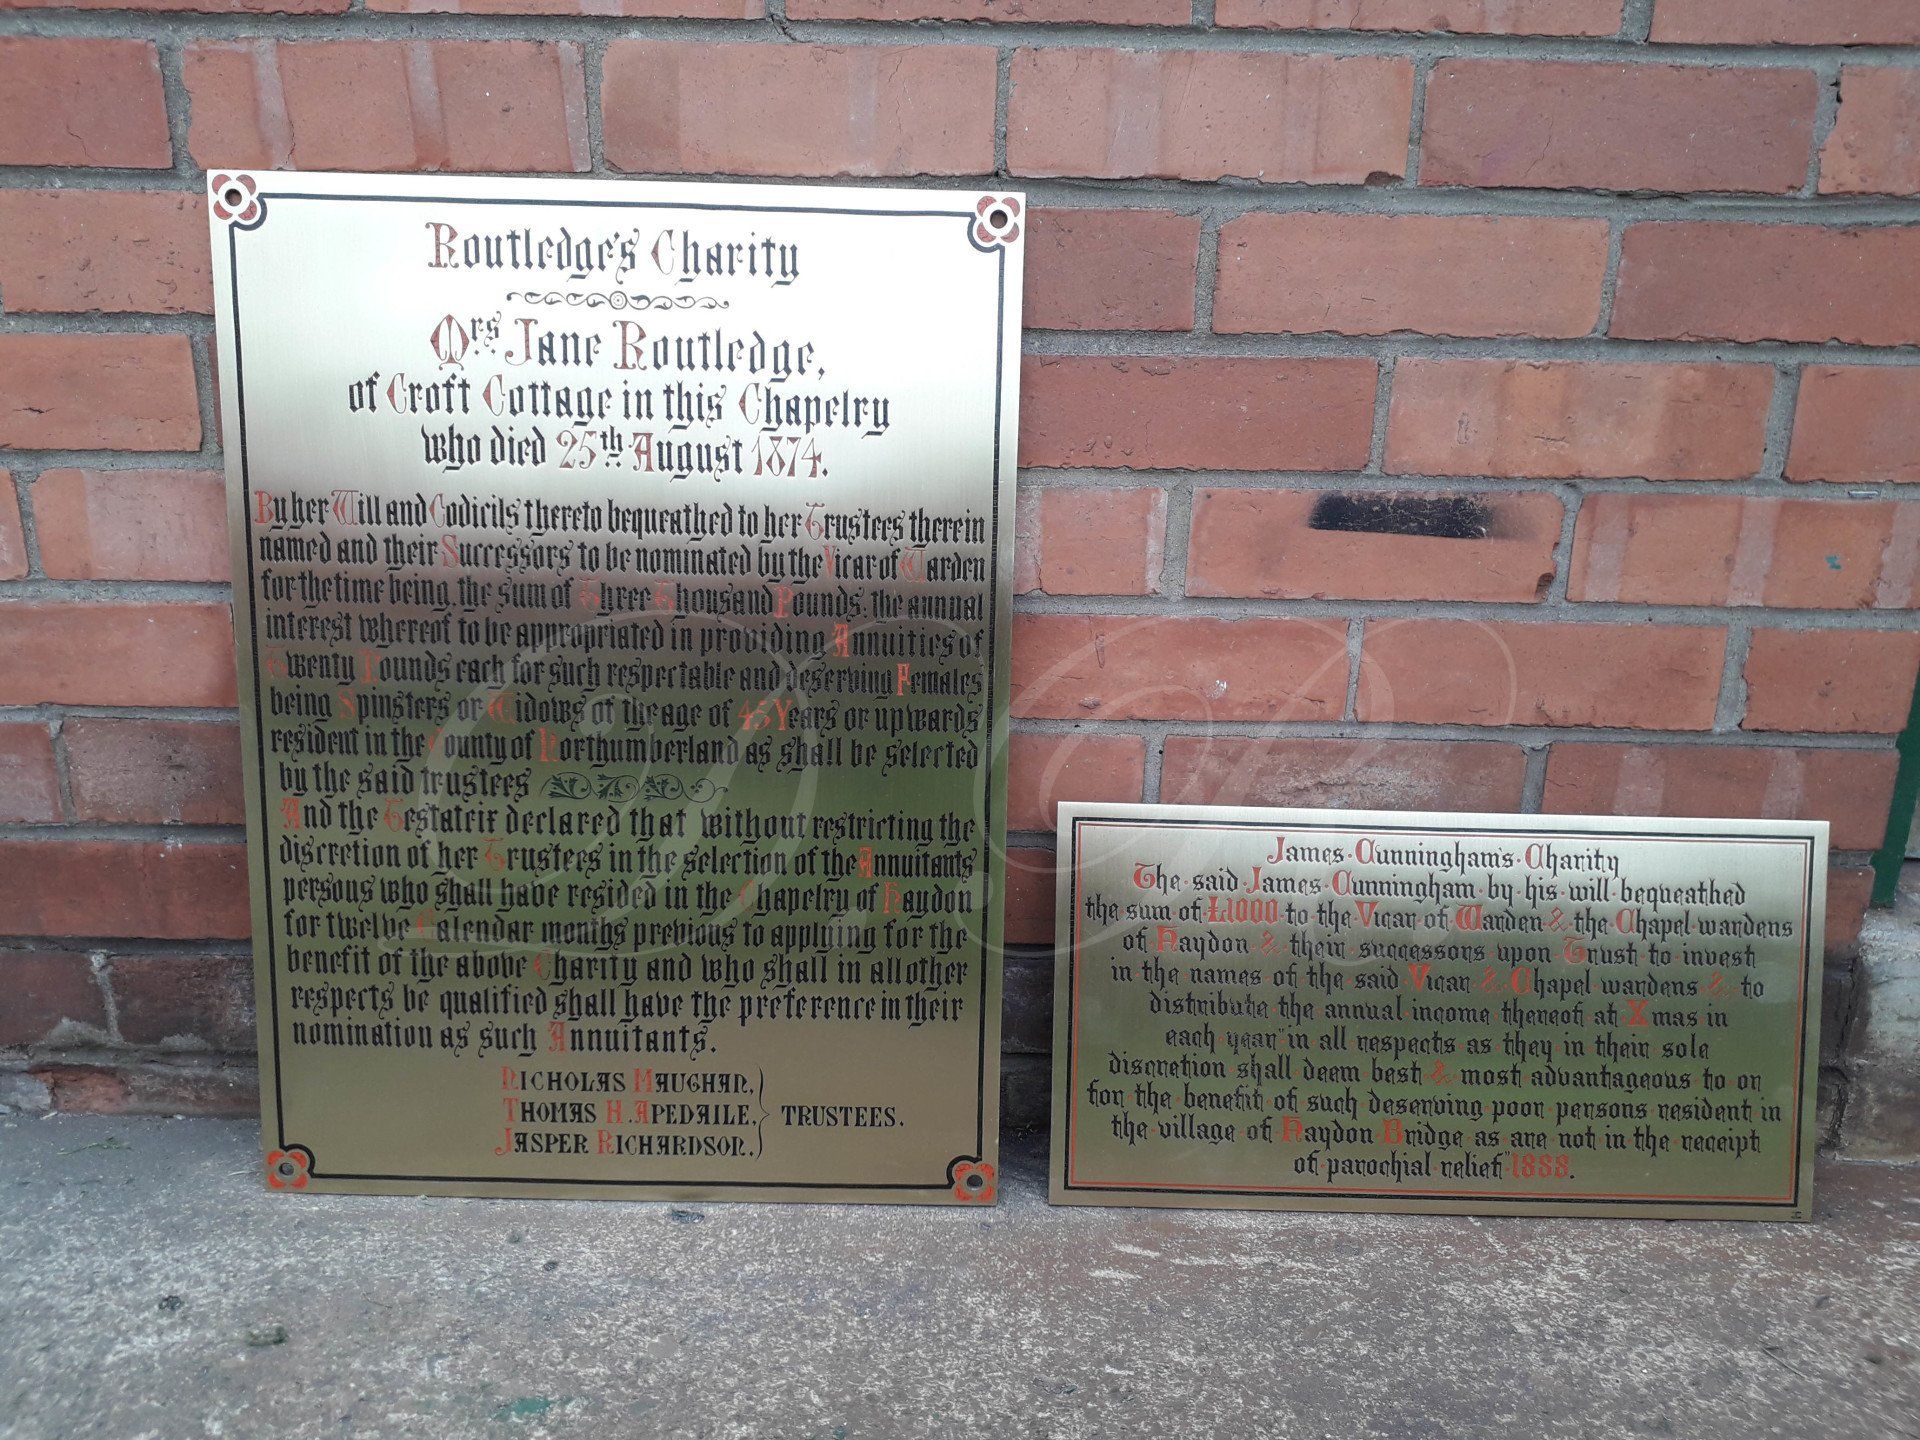 Routledge's Charity
Mrs Jane Routledge,
of Croft Cottage in this Chapelry
who died 25th August 1874.
By her Will and Codicils thereto bequeathed to her Trustees therein
named and their Successors to be nominated by the Vicar of Warden
for the time being, the sum of Three Thousand Pounds, the annual
interest whereof to be appropriated in providing Annuities of
Twenty Pounds each for such respectable and deserving Females
being Spinsters or Widows of the age of 45 Years or upwards
resident in the County of Northumberland as shall be selected
by the said trustees
And the Testatrix declared that without restricting the
discretion of her Trustees in the selection of the Annuitants
persons who shall have resided in the Chapelry of Haydon
for twelve Calendar months previous to applying for the
benefit of the above Charity and who shall in all other
respects be qualified shall have the preference in their
nomination as such Annuitants.
NICHOLAS MAUGHAN,
THOMAS H. APEDAILE, TRUSTEES.
JASPER RICHARDSON.
James·Cunningham's·Charity
The·said·James·Cunningham·by·his·will·bequeathed
the·sum·of·£1000·to·the·Vicar·of·Warden·&·the·Chapel·wardens
of·Haydon·&·their·successors·upon·Trust·to·invest
in·the·names·of·the·said·Vicar·&·Chapel·wardens·&·to
distribute·the·annual·income·thereof·at·Xmas·in
each·year"in·all·respects·as·they·in·their·sole
discretion·shall·deem·best·&·most·advantageous·to·or
for·the·benefit·of·such·deserving·poor·persons·resident·in
the·village·of·Haydon·Bridge·as·are·not·in·the·receipt
of·parochial·relief"1888.